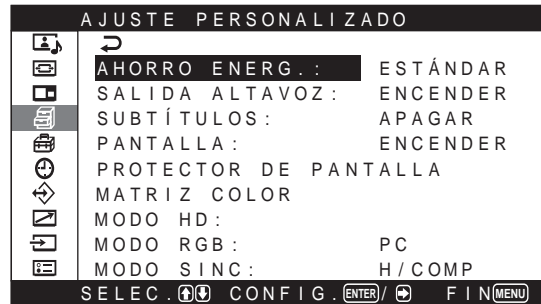 AJUSTE PERSONALIZADO
AHORRO ENERG.: ESTÁNDAR
SALIDA ALTAVOZ: ENCENDER
SUBTÍTULOS: APAGAR
PANTALLA: ENCENDER
PROTECTOR DE PANTALLA
MATRIZ COLOR
MODO HD:
MODO RGB: PC
MODO SINC: H/COMP
SELEC. CONFIG. ENTER / FIN MENU